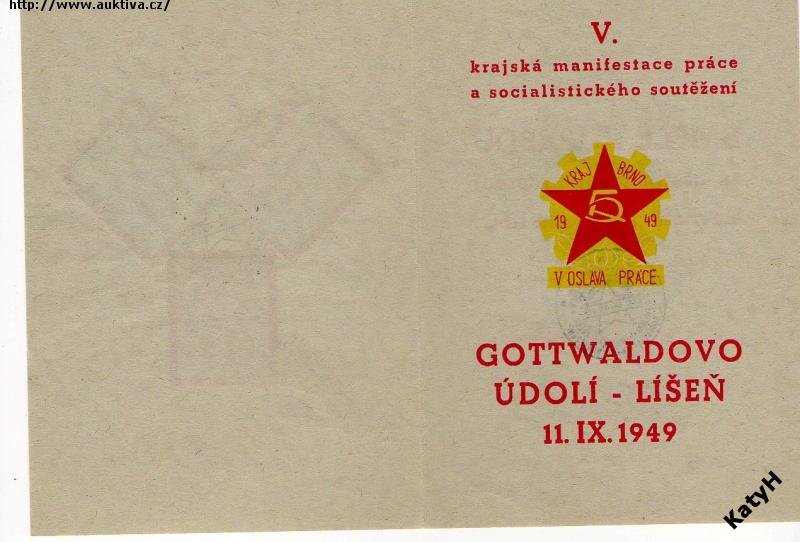 http://www.auktiva.cz/
V.
krajská manifestace práce
a socialistického soutěžení
KRAJ BRNO
19 49
V OSLAVA PRÁCE
GOTTWALDOVO
ÚDOLÍ - LÍŠEŇ
11. IX. 1949
KatyH